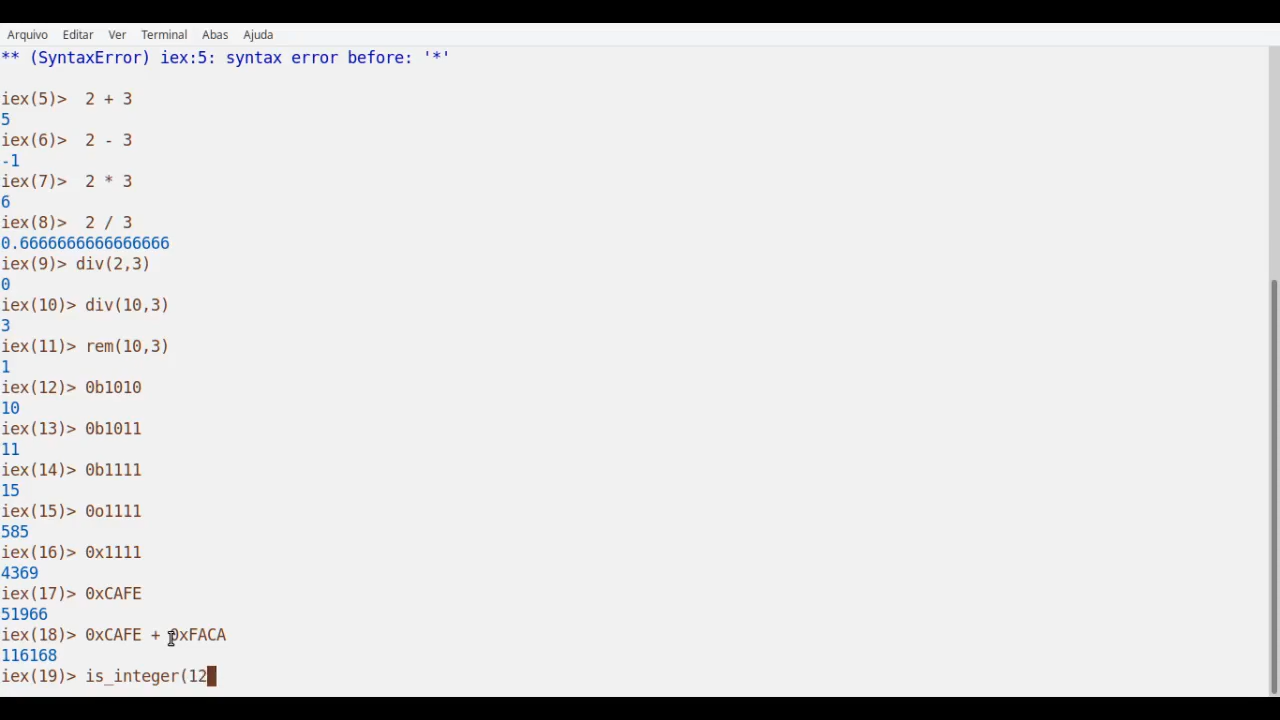 Arquivo Editar Ver Terminal Abas Ajuda
** (SyntaxError) iex:5: syntax error before: '*'
iex(5)>  2 + 3
5
iex(6)>  2 - 3
-1
iex(7)>  2 * 3
6
iex(8)>  2 / 3
0.6666666666666666
iex(9)> div(2,3)
0
iex(10)> div(10,3)
3
iex(11)> rem(10,3)
1
iex(12)> 0b1010
10
iex(13)> 0b1011
11
iex(14)> 0b1111
15
iex(15)> 0o1111
585
iex(16)> 0x1111
4369
iex(17)> 0xCAFE
51966
iex(18)> 0xCAFE + 0xFACA
116168
iex(19)> is_integer(12